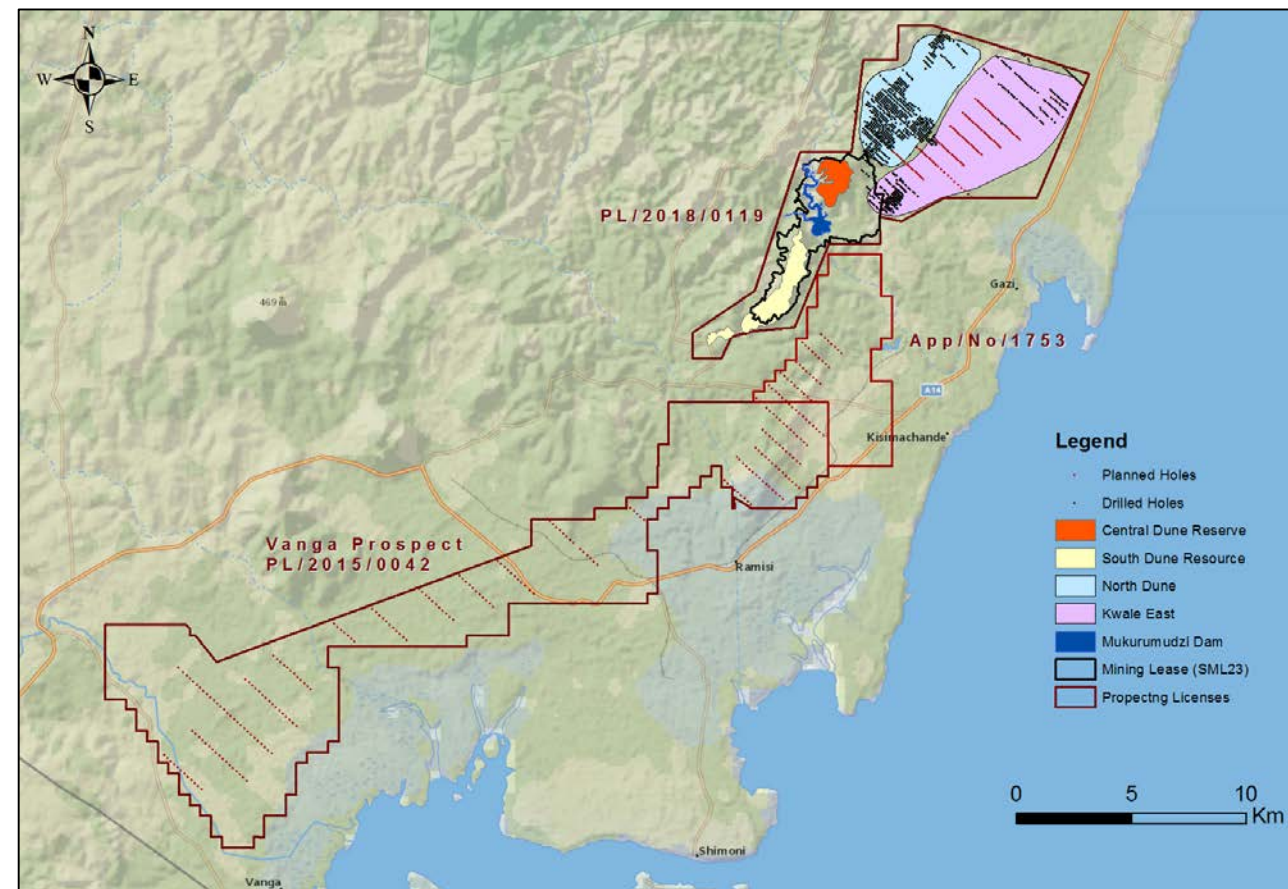 N
W E
S
PL/2018/0119
469m
Gazi
App/No/1753
A14
Kisimachande
Legend
Planned Holes
Drilled Holes
Central Dune Reserve
South Dune Resource
North Dune
Kwale East
Mukurumudzi Dam
Mining Lease (SML23)
Propectng Licenses
Vanga Prospect
PL/2015/0042
Ramisi
0 5 10
Km
Shimoni
Vanga